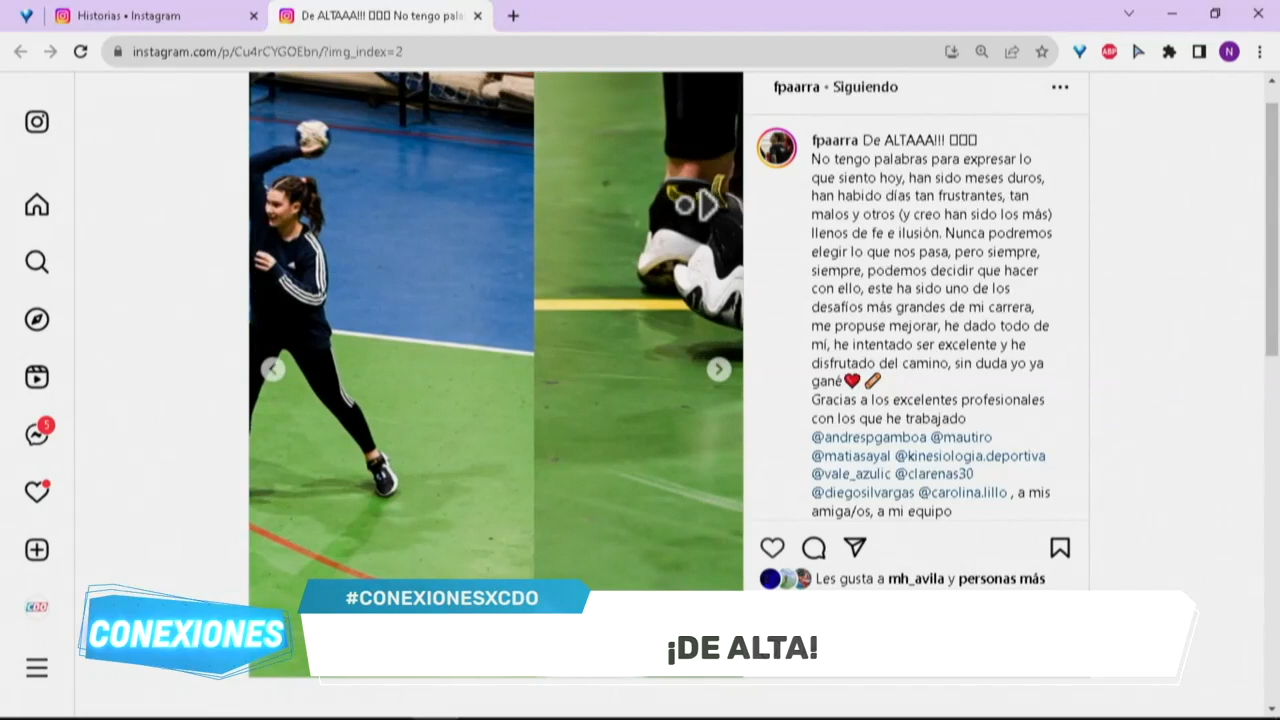 Historias • Instagram
De ALTAAA!!! □□□ No tengo pala
instagram.com/p/Cu4rCYGOEbn/?img_index=2
ABP
N
fpaarra • Siguiendo
fpaarra De ALTAAA!!! □□□
No tengo palabras para expresar lo
que siento hoy, han sido meses duros,
han habido días tan frustrantes, tan
malos y otros (y creo han sido los más)
llenos de fe e ilusión. Nunca podremos
elegir lo que nos pasa, pero siempre,
siempre, podemos decidir que hacer
con ello, este ha sido uno de los
desafíos más grandes de mi carrera,
me propuse mejorar, he dado todo de
mí, he intentado ser excelente y he
disfrutado del camino, sin duda yo ya
gané❤️🩹
Gracias a los excelentes profesionales
con los que he trabajado
@andrespgamboa @mautiro
@matiasayal @kinesiologia.deportiva
@vale_azulic @clarenas30
@diegosilvargas @carolina.lillo , a mis
amiga/os, a mi equipo
5
Les gusta a mh_avila y personas más
CDO
#CONEXIONESXCDO
CONEXIONES
¡DE ALTA!